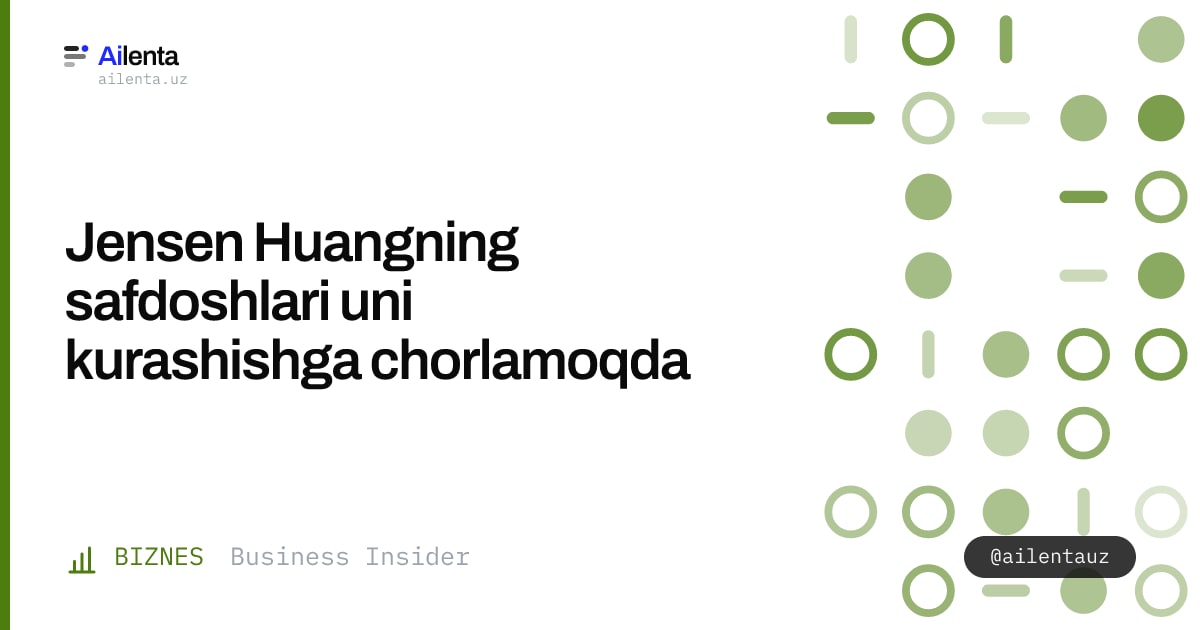 Ailenta
ailenta.uz
Jensen Huangning
safdoshlari uni
kurashishga chorlamoqda
BIZNES Business Insider
@ailentauz